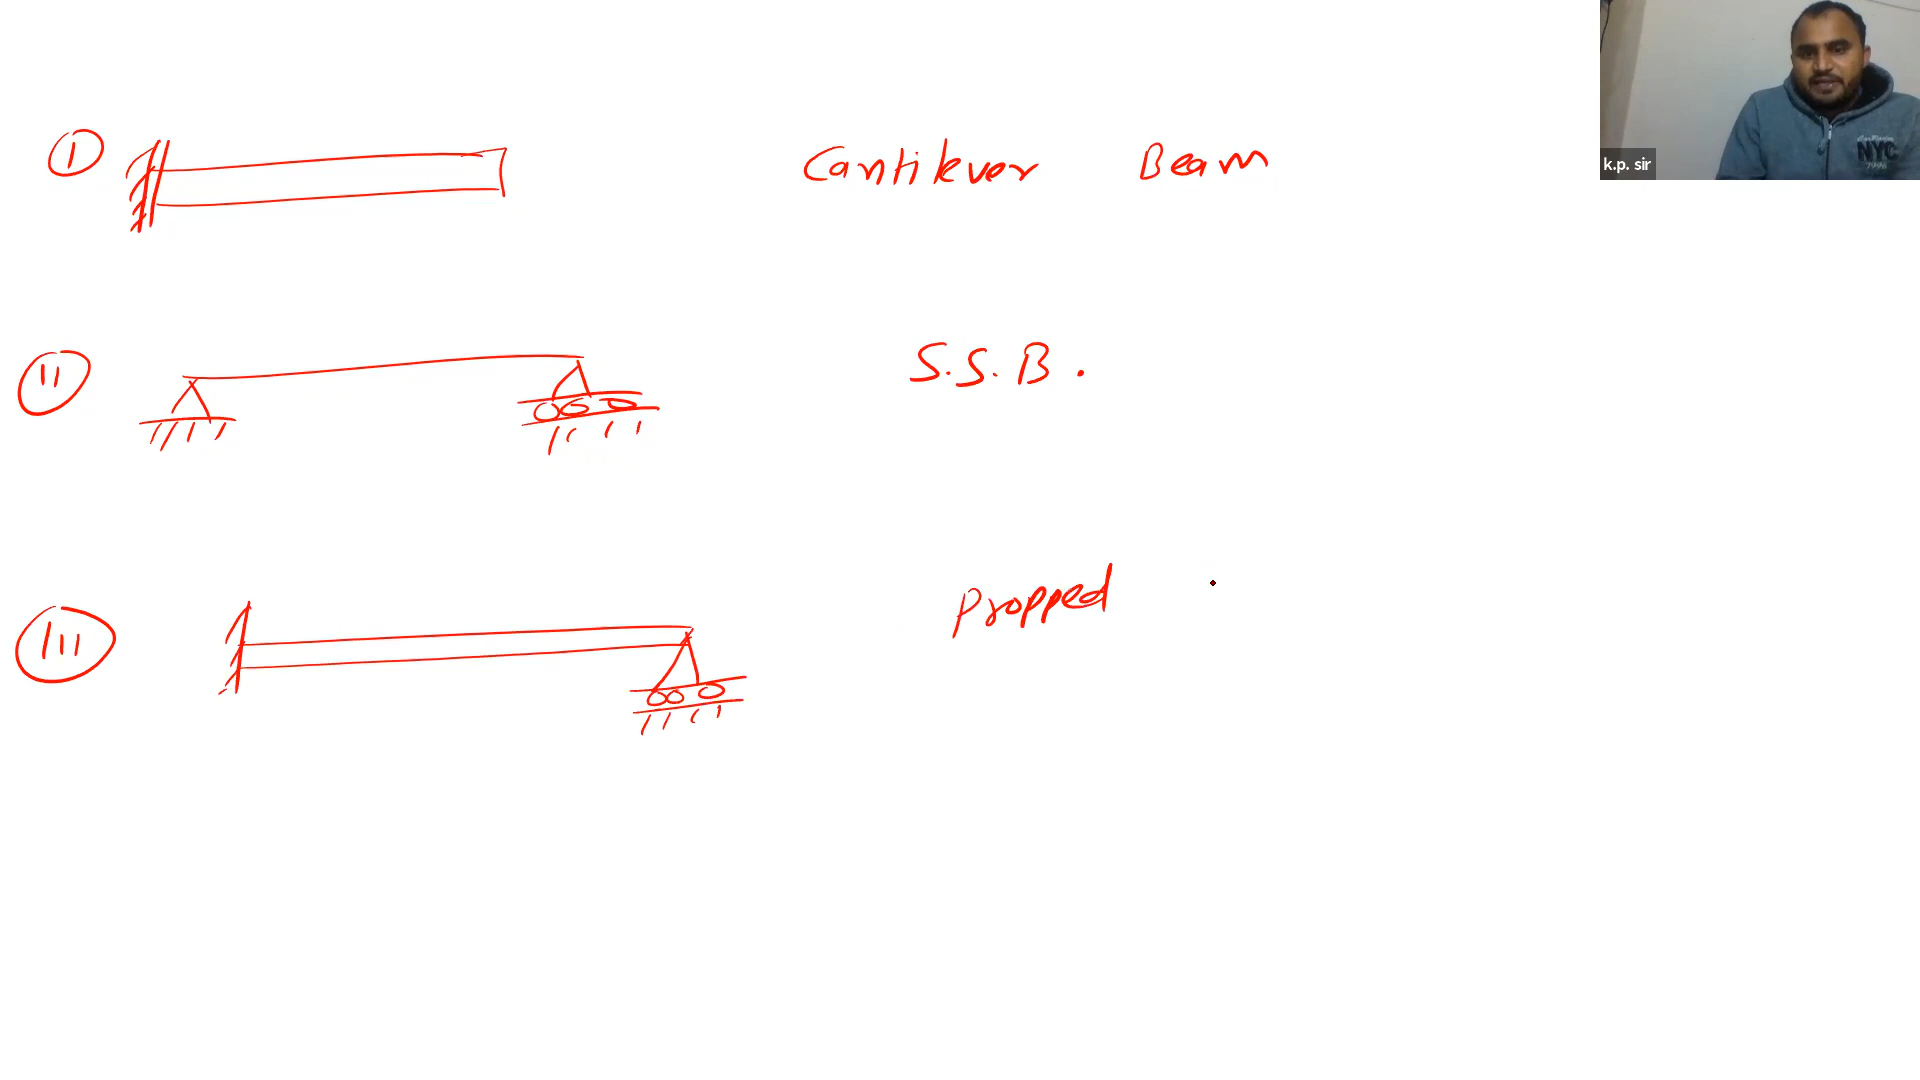 I Cantilever Beam
k.p. sir
NYC
II S.S.B.
III propped